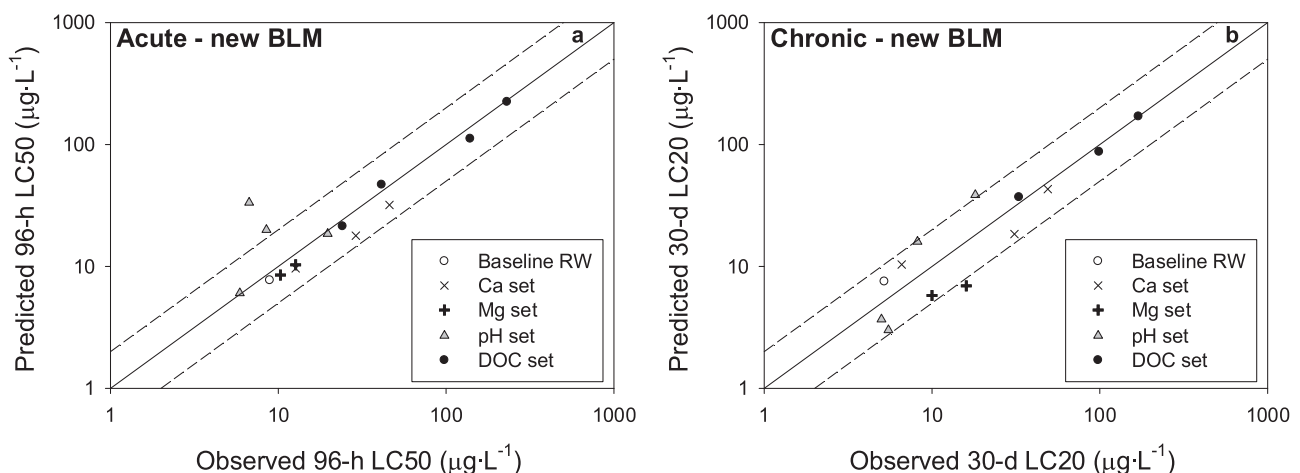 Acute - new BLM
a
Predicted 96-h LC50 (µg·L⁻¹)
1000
100
10
1
Baseline RW
Ca set
Mg set
pH set
DOC set
1 10 100 1000
Observed 96-h LC50 (µg·L⁻¹)
Chronic - new BLM
b
Predicted 30-d LC20 (µg·L⁻¹)
1000
100
10
1
Baseline RW
Ca set
Mg set
pH set
DOC set
1 10 100 1000
Observed 30-d LC20 (µg·L⁻¹)